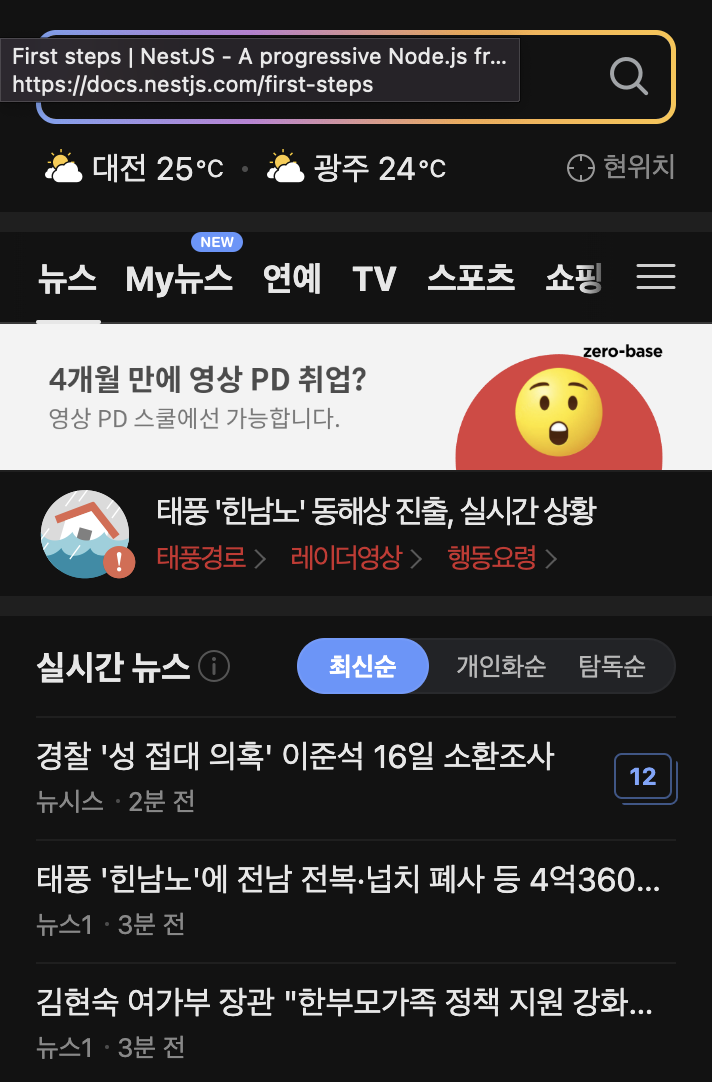 First steps | NestJS - A progressive Node.js fr...
https://docs.nestjs.com/first-steps
대전 25°C · 광주 24°C 현위치
NEW
뉴스 My뉴스 연예 TV 스포츠 쇼핑
zero-base
4개월 만에 영상 PD 취업?
영상 PD 스쿨에선 가능합니다.
태풍 '힌남노' 동해상 진출, 실시간 상황
태풍경로 > 레이더영상 > 행동요령 >
실시간 뉴스 최신순 개인화순 탐독순
경찰 '성 접대 의혹' 이준석 16일 소환조사
12
뉴시스 · 2분 전
태풍 '힌남노'에 전남 전복·넙치 폐사 등 4억360...
뉴스1 · 3분 전
김현숙 여가부 장관 "한부모가족 정책 지원 강화...
뉴스1 · 3분 전